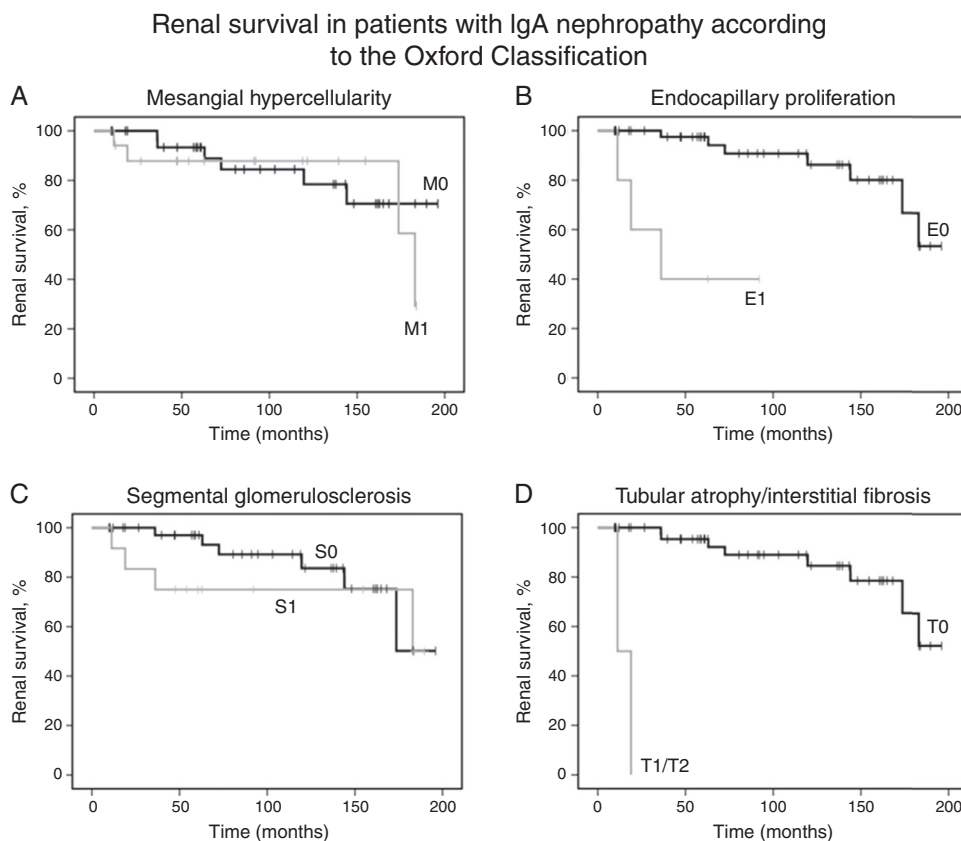 Renal survival in patients with IgA nephropathy according
to the Oxford Classification
A
Mesangial hypercellularity
Renal survival, %
100
80
60
40
80
0
M0
M1
0 50 100 150 200
Time (months)
B
Endocapillary proliferation
Renal survival, %
100
80
60
40
80
0
E0
E1
0 50 100 150 200
Time (months)
C
Segmental glomerulosclerosis
Renal survival, %
100
80
60
80
40
0
S0
S1
0 50 100 150 200
Time (months)
D
Tubular atrophy/interstitial fibrosis
Renal survival, %
100
80
60
80
40
0
T0
T1/T2
0 50 100 150 200
Time (months)